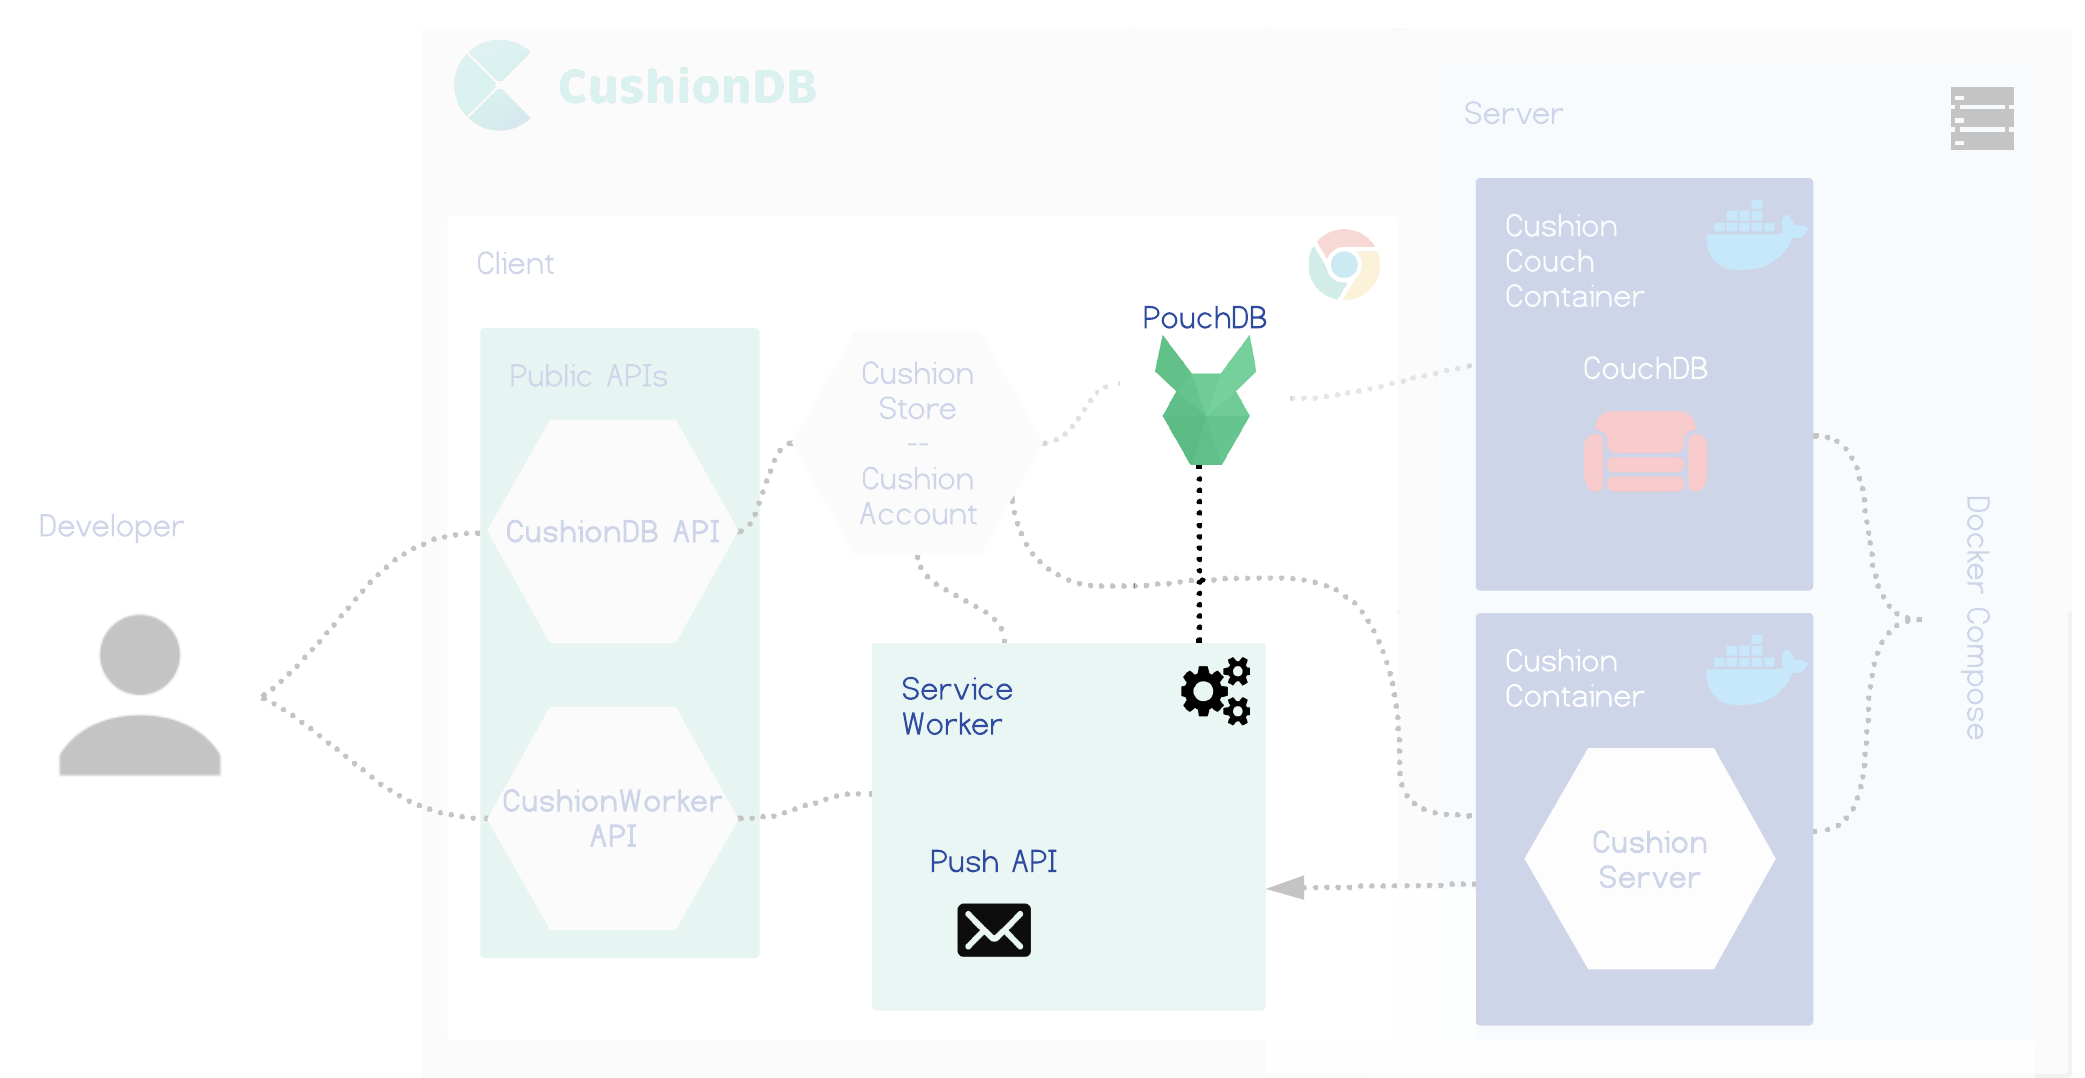 CushionDB
Server
Client
Cushion
Couch
Container
PouchDB
CouchDB
Public APIs
Cushion
Store
--
Cushion
Account
CushionDB API
Developer
Docker Compose
Service
Worker
Cushion
Container
CushionWorker
API
Push API
Cushion
Server